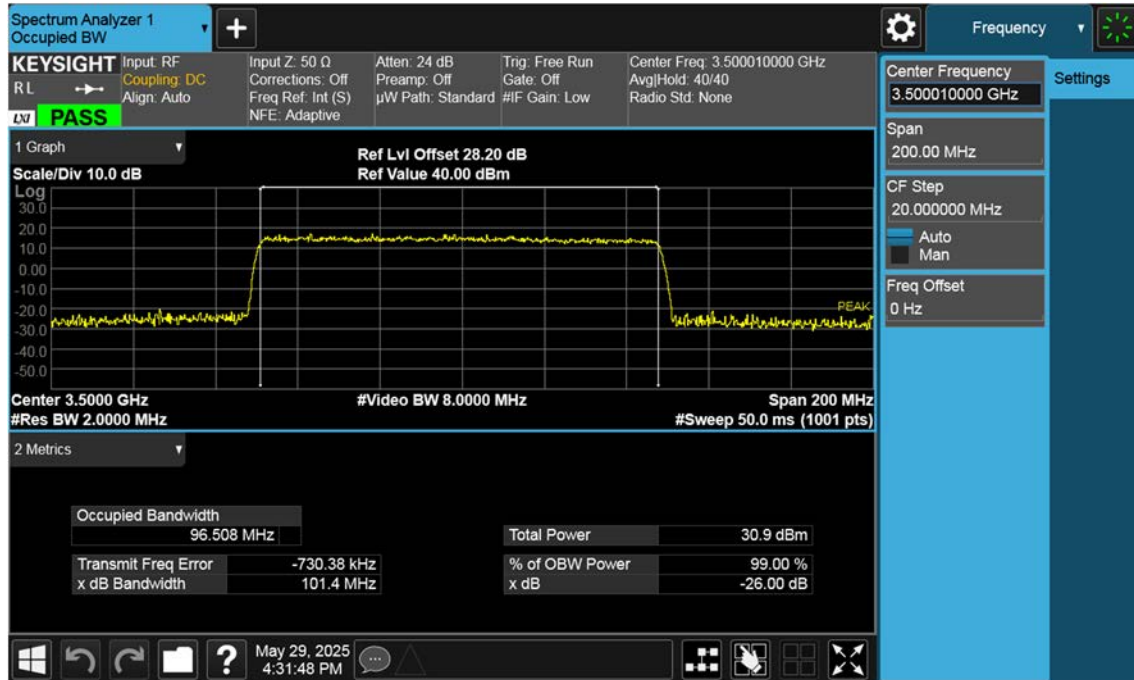 Spectrum Analyzer 1
Occupied BW
Frequency
KEYSIGHT
R L
LXI
PASS
Input: RF
Coupling: DC
Align: Auto
Input Z: 50 Ω
Corrections: Off
Freq Ref: Int (S)
NFE: Adaptive
Atten: 24 dB
Preamp: Off
µW Path: Standard
Trig: Free Run
Gate: Off
#IF Gain: Low
Center Freq: 3.500010000 GHz
Avg|Hold: 40/40
Radio Std: None
Center Frequency
3.500010000 GHz
Settings
Span
200.00 MHz
CF Step
20.000000 MHz
Auto
Man
Freq Offset
0 Hz
1 Graph
Scale/Div 10.0 dB
Ref Lvl Offset 28.20 dB
Ref Value 40.00 dBm
Log
30.0
20.0
10.0
0.00
-10.0
-20.0
-30.0
-40.0
-50.0
PEAK
Center 3.5000 GHz
#Video BW 8.0000 MHz
Span 200 MHz
#Res BW 2.0000 MHz
#Sweep 50.0 ms (1001 pts)
2 Metrics
Occupied Bandwidth
96.508 MHz
Total Power 30.9 dBm
Transmit Freq Error -730.38 kHz
% of OBW Power 99.00 %
x dB Bandwidth 101.4 MHz
x dB -26.00 dB
?
May 29, 2025
4:31:48 PM